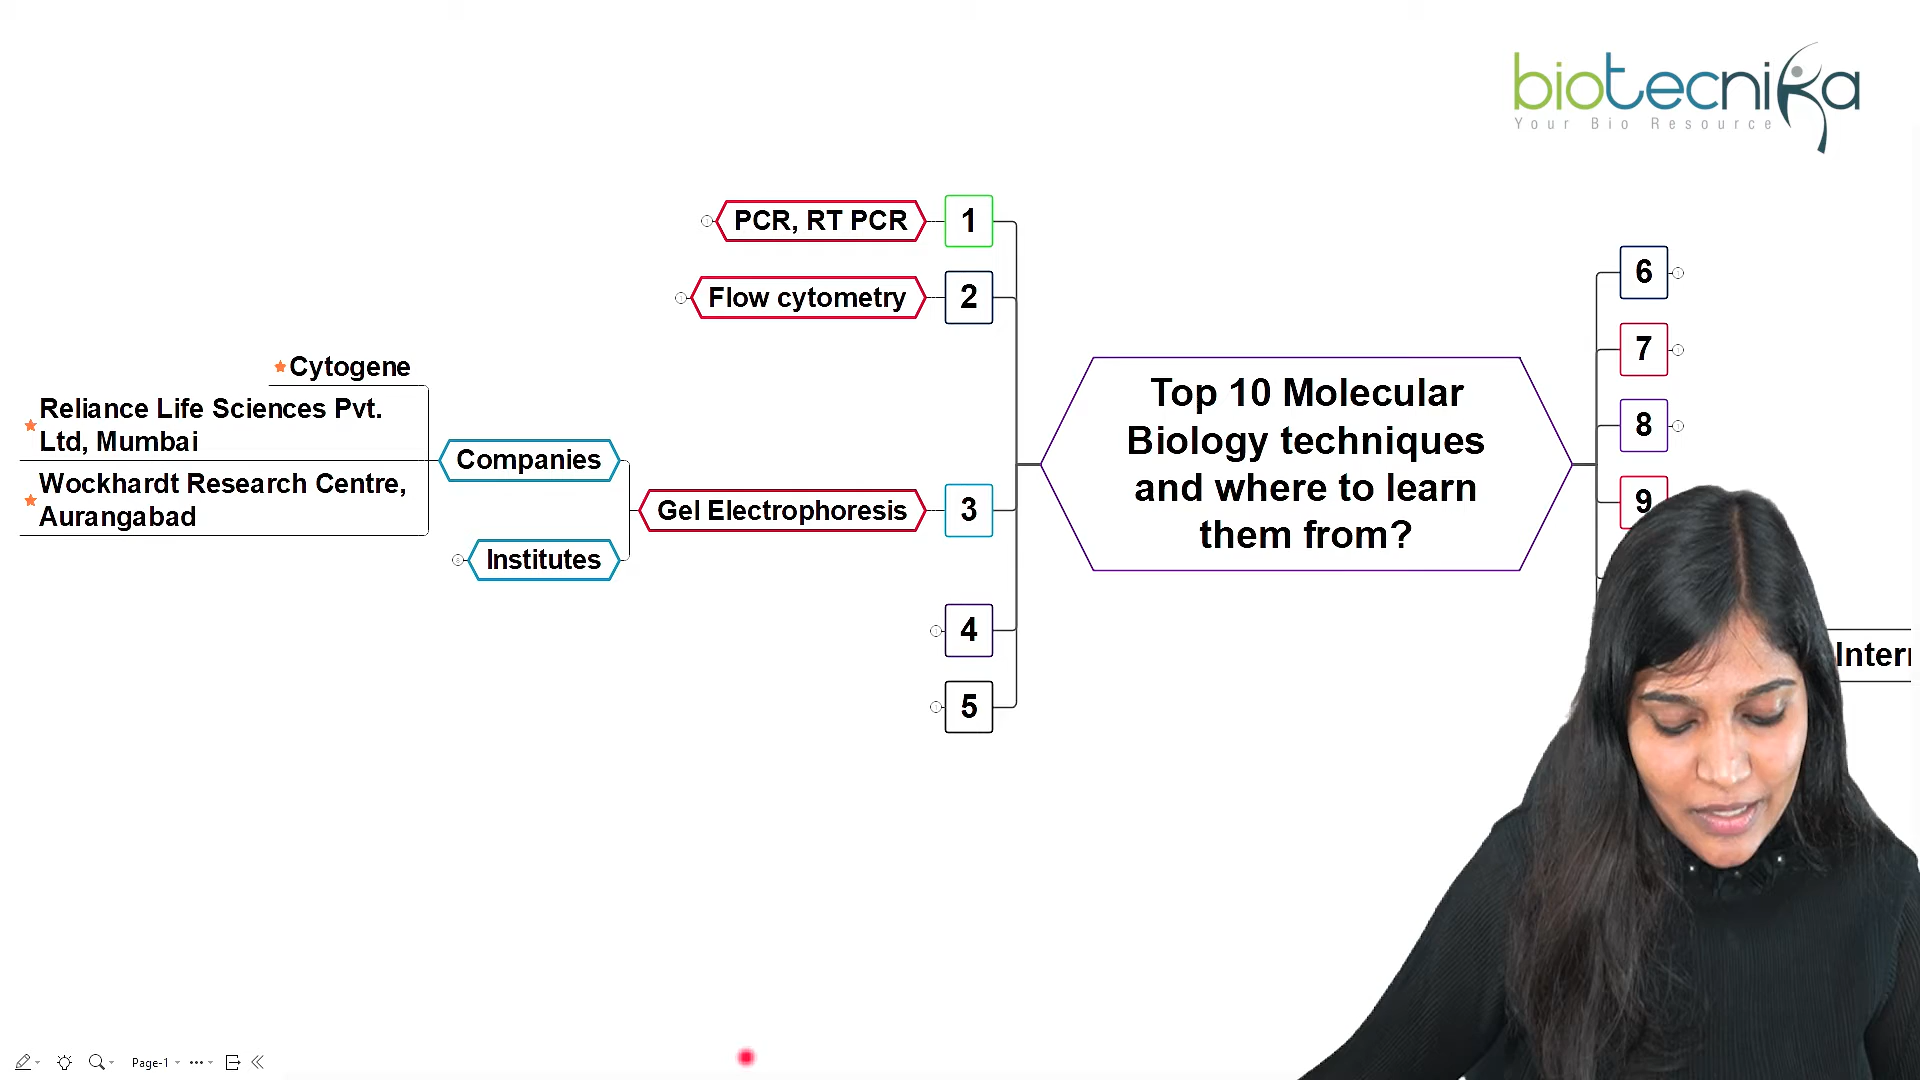 biotecnika
Your Bio Resource
PCR, RT PCR
1
Flow cytometry
2
Cytogene
Reliance Life Sciences Pvt.
Ltd, Mumbai
Wockhardt Research Centre,
Aurangabad
Companies
Institutes
Gel Electrophoresis
3
4
5
Top 10 Molecular
Biology techniques
and where to learn
them from?
6
7
8
9
Page-1